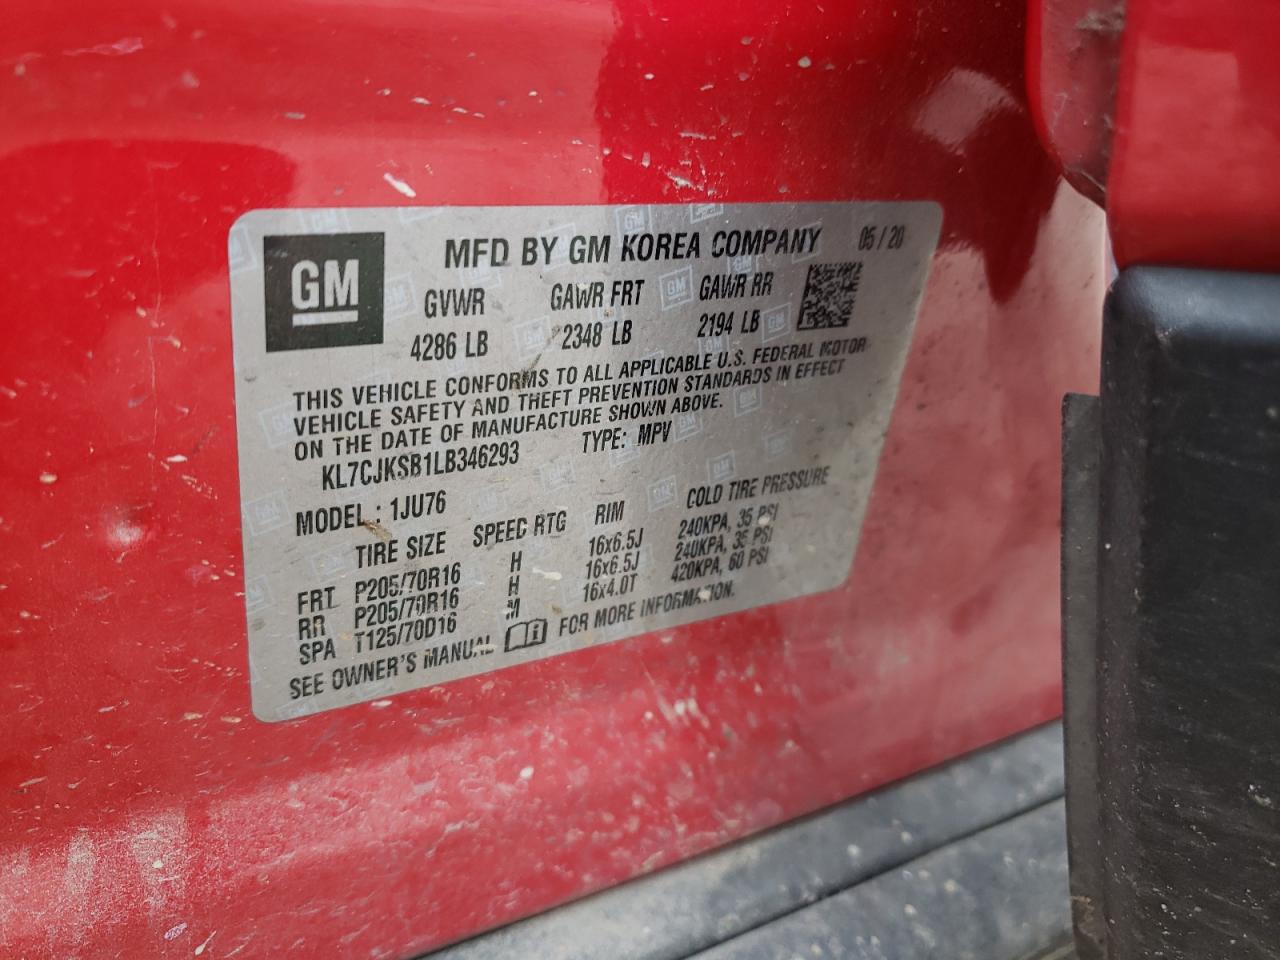 GM
MFD BY GM KOREA COMPANY 05/20
GVWR GAWR FRT GAWR RR
4286 LB 2348 LB 2194 LB
THIS VEHICLE CONFORMS TO ALL APPLICABLE U.S. FEDERAL MOTOR
VEHICLE SAFETY AND THEFT PREVENTION STANDARDS IN EFFECT
ON THE DATE OF MANUFACTURE SHOWN ABOVE.
KL7CJKSB1LB346293 TYPE: MPV
MODEL: 1JU76
TIRE SIZE SPEED RTG RIM COLD TIRE PRESSURE
FRT P205/70R16 H 16x6.5J 240KPA, 35 PSI
RR P205/70R16 H 16x6.5J 240KPA, 35 PSI
SPA T125/70D16 M 16x4.0T 420KPA, 60 PSI
SEE OWNER'S MANUAL FOR MORE INFORMATION.